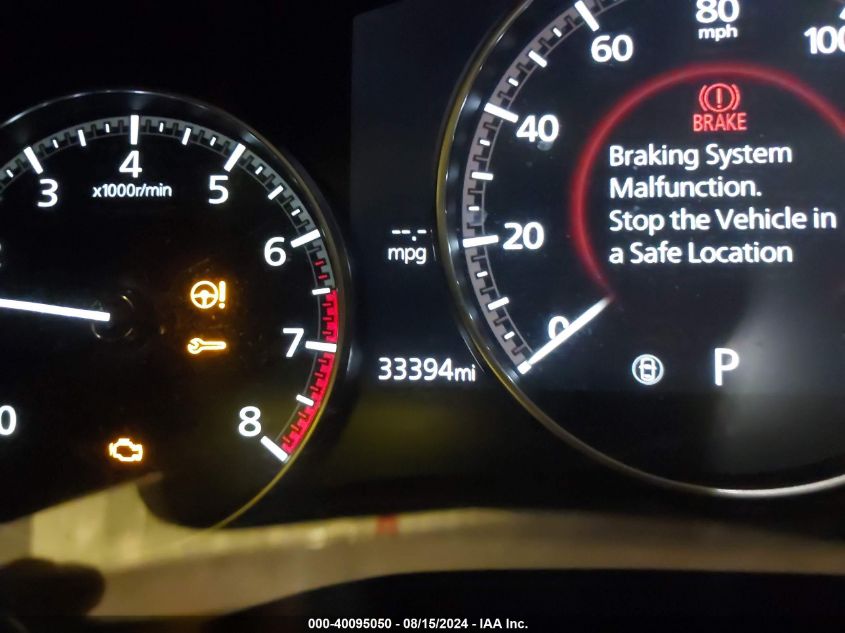 3
4
5
6
7
8
0
x1000r/min
--.-
mpg
33394mi
0
20
40
60
80
mph
100
BRAKE
Braking System
Malfunction.
Stop the Vehicle in
a Safe Location
P
000-40095050 - 08/15/2024 - IAA Inc.